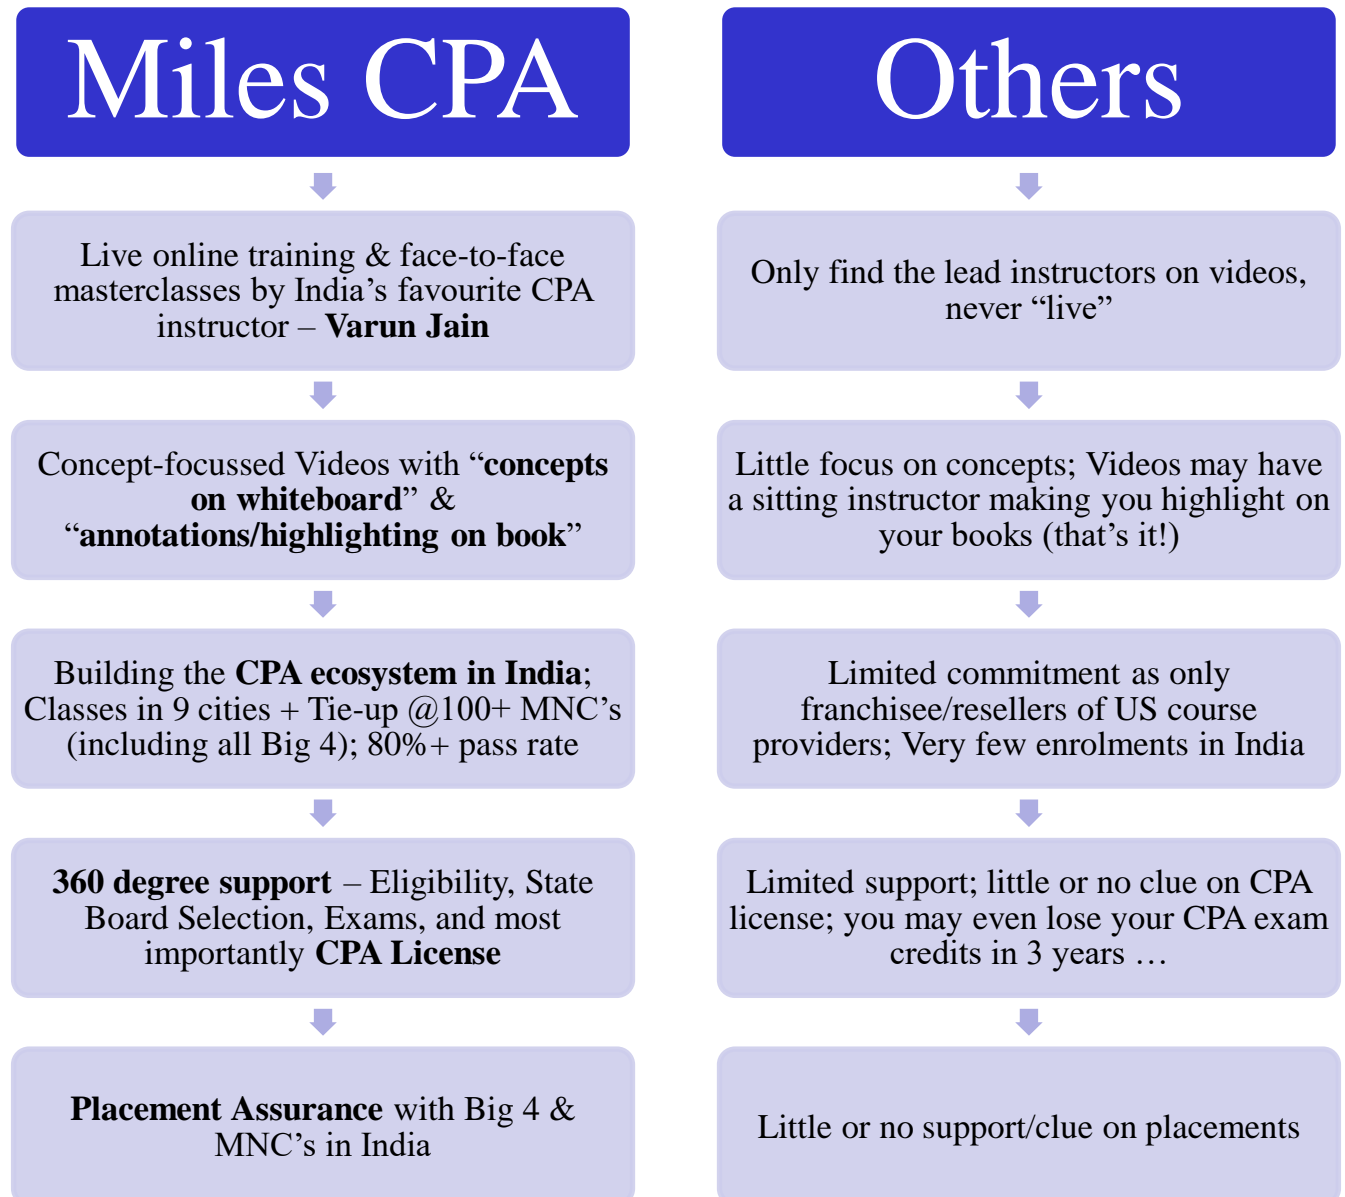 Miles CPA
Live online training & face-to-face
masterclasses by India’s favourite CPA
instructor – Varun Jain
Concept-focussed Videos with “concepts
on whiteboard” &
“annotations/highlighting on book”
Building the CPA ecosystem in India;
Classes in 9 cities + Tie-up @100+ MNC’s
(including all Big 4); 80%+ pass rate
360 degree support – Eligibility, State
Board Selection, Exams, and most
importantly CPA License
Placement Assurance with Big 4 &
MNC’s in India
Others
Only find the lead instructors on videos,
never “live”
Little focus on concepts; Videos may have
a sitting instructor making you highlight on
your books (that’s it!)
Limited commitment as only
franchisee/resellers of US course
providers; Very few enrolments in India
Limited support; little or no clue on CPA
license; you may even lose your CPA exam
credits in 3 years …
Little or no support/clue on placements